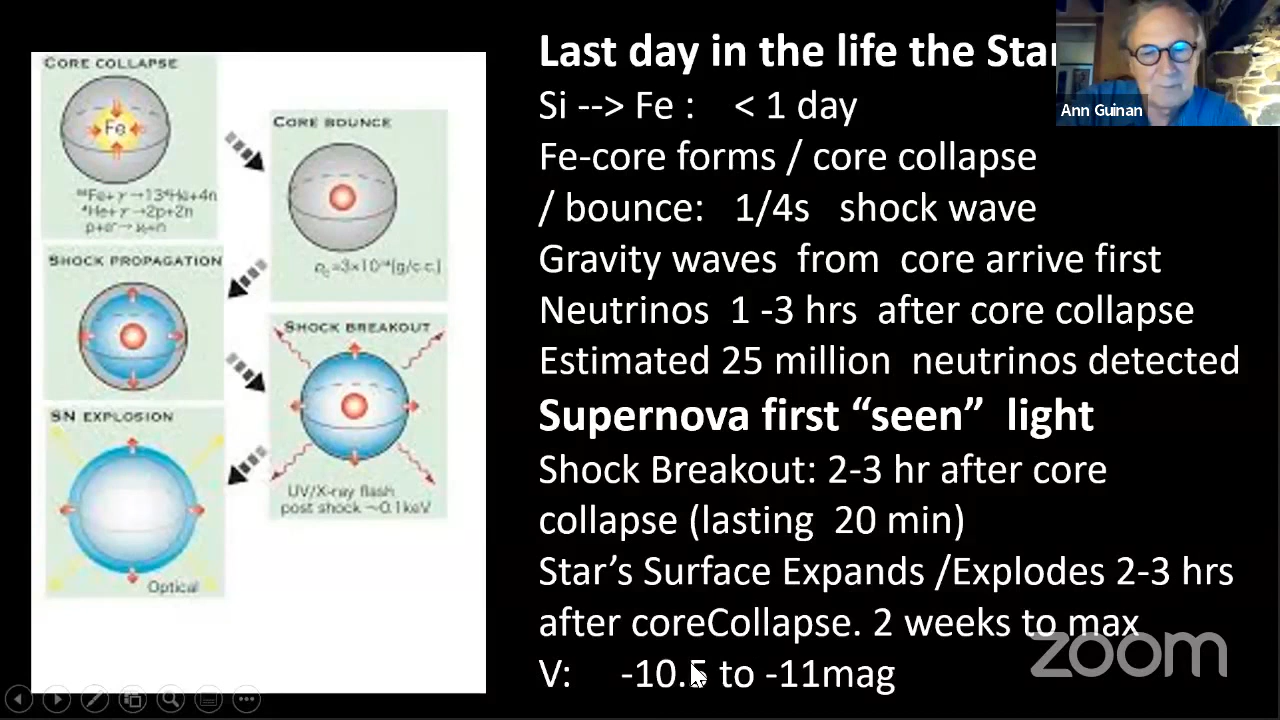 CORE COLLAPSE
Fe
⁵⁶Fe+γ→13⁴He+4n
⁴He+γ→2p+2n
CORE BOUNCE
SHOCK PROPAGATION
SHOCK BREAKOUT
UV/X-ray flash
post shock ~0.1keV
SN EXPLOSION
Optical
Last day in the life the Star
Si --> Fe : < 1 day
Fe-core forms / core collapse
/ bounce: 1/4s shock wave
Gravity waves from core arrive first
Neutrinos 1 -3 hrs after core collapse
Estimated 25 million neutrinos detected
Supernova first “seen” light
Shock Breakout: 2-3 hr after core
collapse (lasting 20 min)
Star’s Surface Expands /Explodes 2-3 hrs
after coreCollapse. 2 weeks to max
V: -10.5 to -11mag
Ann Guinan
zoom